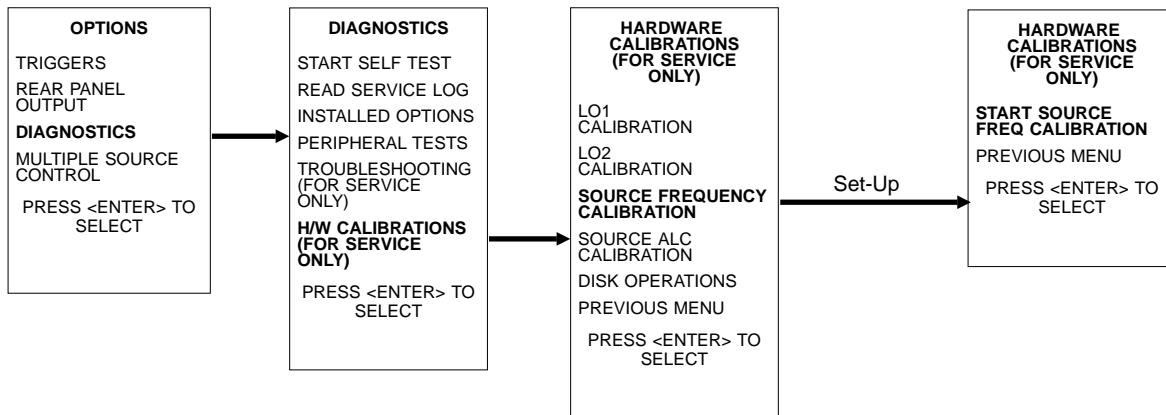 OPTIONS
TRIGGERS
REAR PANEL
OUTPUT
DIAGNOSTICS
MULTIPLE SOURCE
CONTROL
PRESS <ENTER> TO
SELECT
DIAGNOSTICS
START SELF TEST
READ SERVICE LOG
INSTALLED OPTIONS
PERIPHERAL TESTS
TROUBLESHOOTING
(FOR SERVICE
ONLY)
H/W CALIBRATIONS
(FOR SERVICE
ONLY)
PRESS <ENTER> TO
SELECT
HARDWARE
CALIBRATIONS
(FOR SERVICE
ONLY)
LO1
CALIBRATION
LO2
CALIBRATION
SOURCE FREQUENCY
CALIBRATION
SOURCE ALC
CALIBRATION
DISK OPERATIONS
PREVIOUS MENU
PRESS <ENTER> TO
SELECT
Set-Up
HARDWARE
CALIBRATIONS
(FOR SERVICE
ONLY)
START SOURCE
FREQ CALIBRATION
PREVIOUS MENU
PRESS <ENTER> TO
SELECT